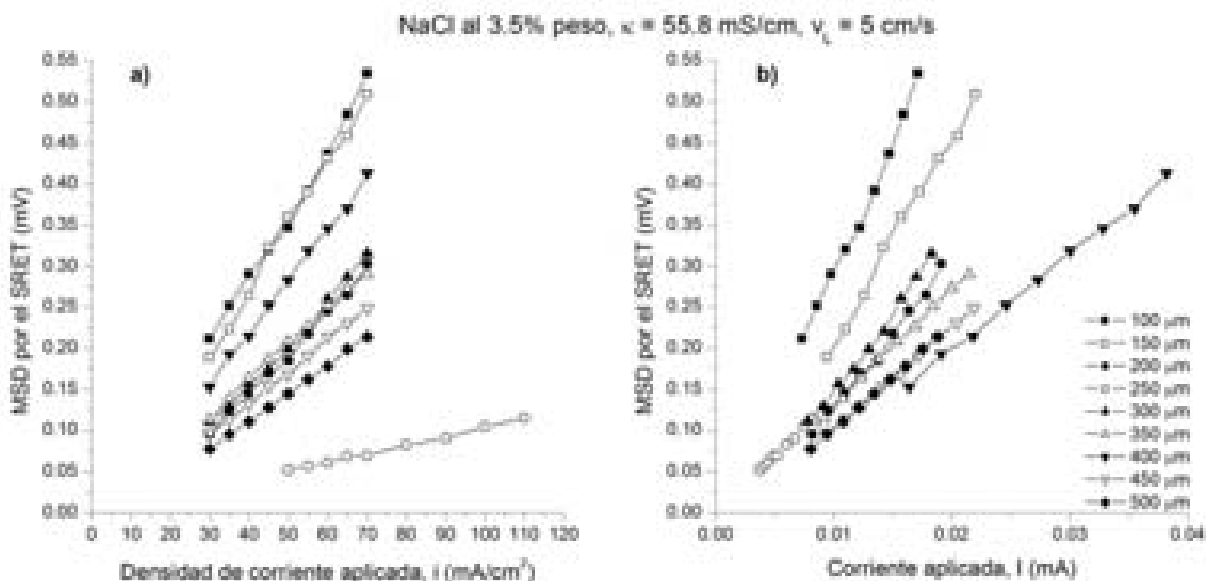 NaCl al 3.5% peso, κ = 55.8 mS/cm, v_L = 5 cm/s
a)
MSD por el SRET (mV)
0.55
0.50
0.45
0.40
0.35
0.30
0.25
0.20
0.15
0.10
0.05
0.00
0 10 20 30 40 50 60 70 80 90 100 110 120
Densidad de corriente aplicada, i (mA/cm²)
b)
MSD por el SRET (mV)
0.55
0.50
0.45
0.40
0.35
0.30
0.25
0.20
0.15
0.10
0.05
0.00
100 μm
150 μm
200 μm
250 μm
300 μm
350 μm
400 μm
450 μm
500 μm
0.00 0.01 0.02 0.03 0.04
Corriente aplicada, I (mA)